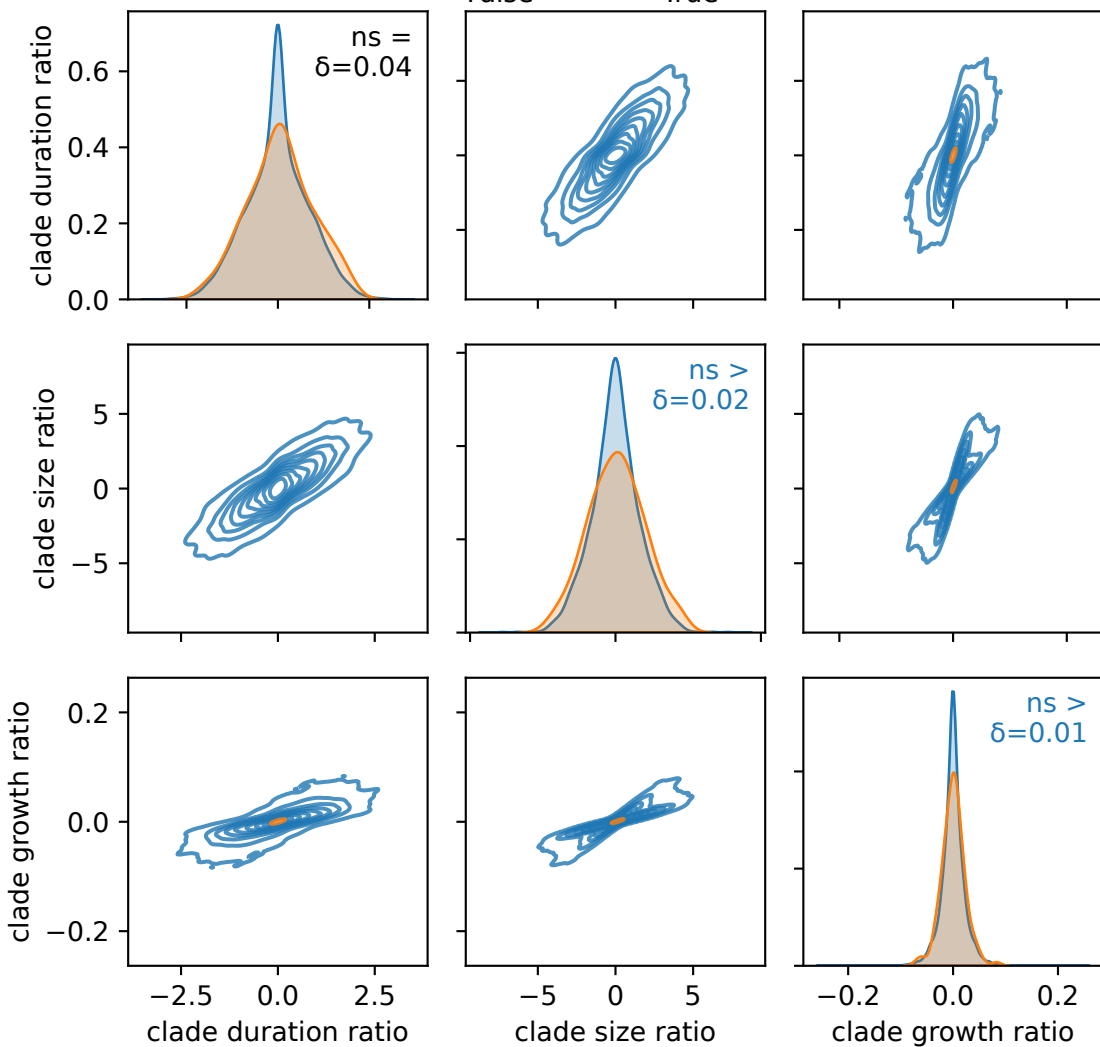 clade duration ratio
0.6
0.4
0.2
0.0
ns =
δ=0.04
clade size ratio
5
0
−5
ns >
δ=0.02
clade growth ratio
0.2
0.0
−0.2
ns >
δ=0.01
−2.5 0.0 2.5
−5 0 5
−0.2 0.0 0.2
clade duration ratio
clade size ratio
clade growth ratio